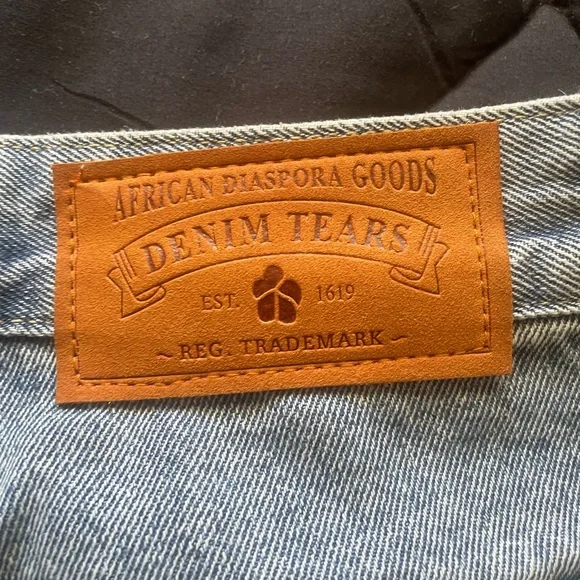 AFRICAN DIASPORA GOODS
DENIM TEARS
EST. 1619
~ REG. TRADEMARK ~